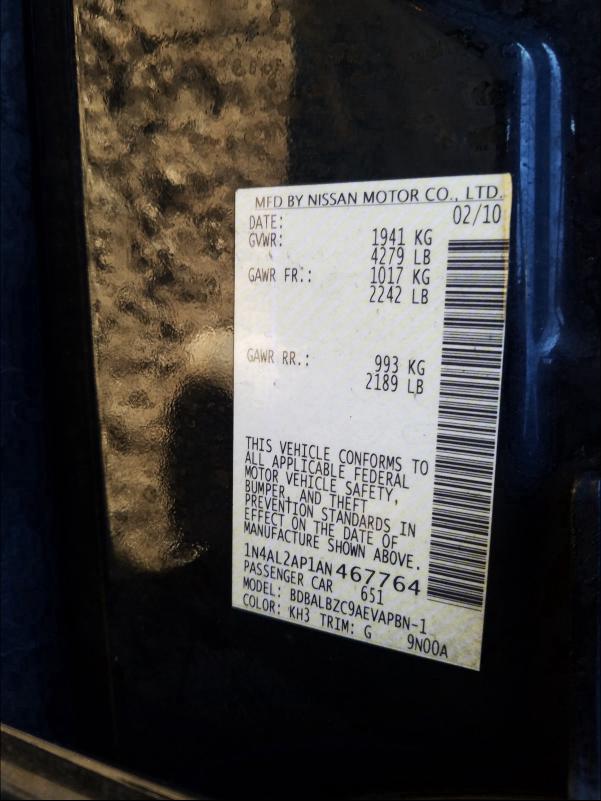 MFD BY NISSAN MOTOR CO., LTD.
DATE: 02/10
GVWR: 1941 KG
4279 LB
GAWR FR.: 1017 KG
2242 LB
GAWR RR.: 993 KG
2189 LB
THIS VEHICLE CONFORMS TO
ALL APPLICABLE FEDERAL
MOTOR VEHICLE SAFETY,
BUMPER, AND THEFT
PREVENTION STANDARDS IN
EFFECT ON THE DATE OF
MANUFACTURE SHOWN ABOVE.
1N4AL2AP1AN467764
PASSENGER CAR 651
MODEL: BDBALBZC9AEVAPBN-1
COLOR: KH3 TRIM: G 9N00A